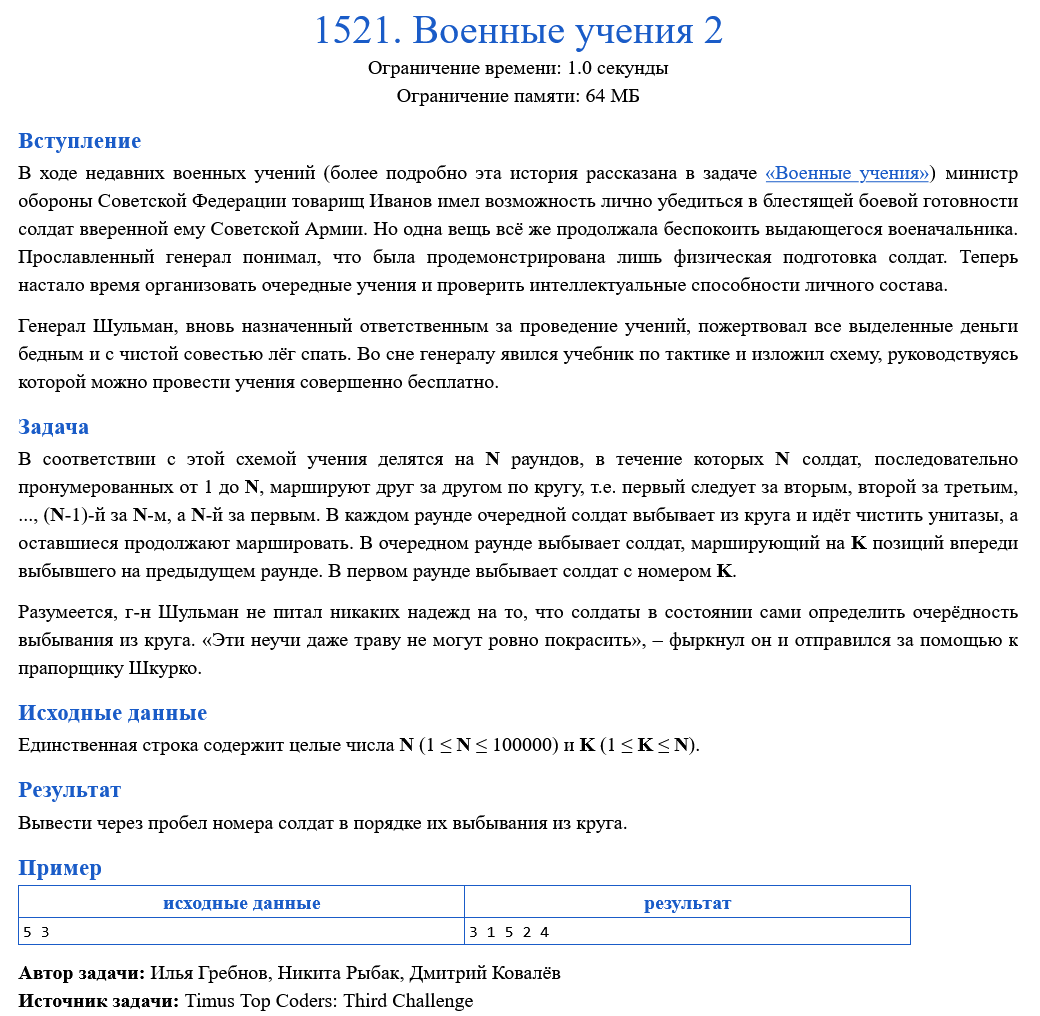 1521. Военные учения 2
Ограничение времени: 1.0 секунды
Ограничение памяти: 64 МБ
Вступление
В ходе недавних военных учений (более подробно эта история рассказана в задаче «Военные учения») министр
обороны Советской Федерации товарищ Иванов имел возможность лично убедиться в блестящей боевой готовности
солдат вверенной ему Советской Армии. Но одна вещь всё же продолжала беспокоить выдающегося военачальника.
Прославленный генерал понимал, что была продемонстрирована лишь физическая подготовка солдат. Теперь
настало время организовать очередные учения и проверить интеллектуальные способности личного состава.
Генерал Шульман, вновь назначенный ответственным за проведение учений, пожертвовал все выделенные деньги
бедным и с чистой совестью лёг спать. Во сне генералу явился учебник по тактике и изложил схему, руководствуясь
которой можно провести учения совершенно бесплатно.
Задача
В соответствии с этой схемой учения делятся на N раундов, в течение которых N солдат, последовательно
пронумерованных от 1 до N, маршируют друг за другом по кругу, т.е. первый следует за вторым, второй за третьим,
..., (N-1)-й за N-м, а N-й за первым. В каждом раунде очередной солдат выбывает из круга и идёт чистить унитазы, а
оставшиеся продолжают маршировать. В очередном раунде выбывает солдат, марширующий на K позиций впереди
выбывшего на предыдущем раунде. В первом раунде выбывает солдат с номером K.
Разумеется, г-н Шульман не питал никаких надежд на то, что солдаты в состоянии сами определить очерёдность
выбывания из круга. «Эти неучи даже траву не могут ровно покрасить», – фыркнул он и отправился за помощью к
прапорщику Шкурко.
Исходные данные
Единственная строка содержит целые числа N (1 ≤ N ≤ 100000) и K (1 ≤ K ≤ N).
Результат
Вывести через пробел номера солдат в порядке их выбывания из круга.
Пример
исходные данные результат
5 3 3 1 5 2 4
Автор задачи: Илья Гребнов, Никита Рыбак, Дмитрий Ковалёв
Источник задачи: Timus Top Coders: Third Challenge